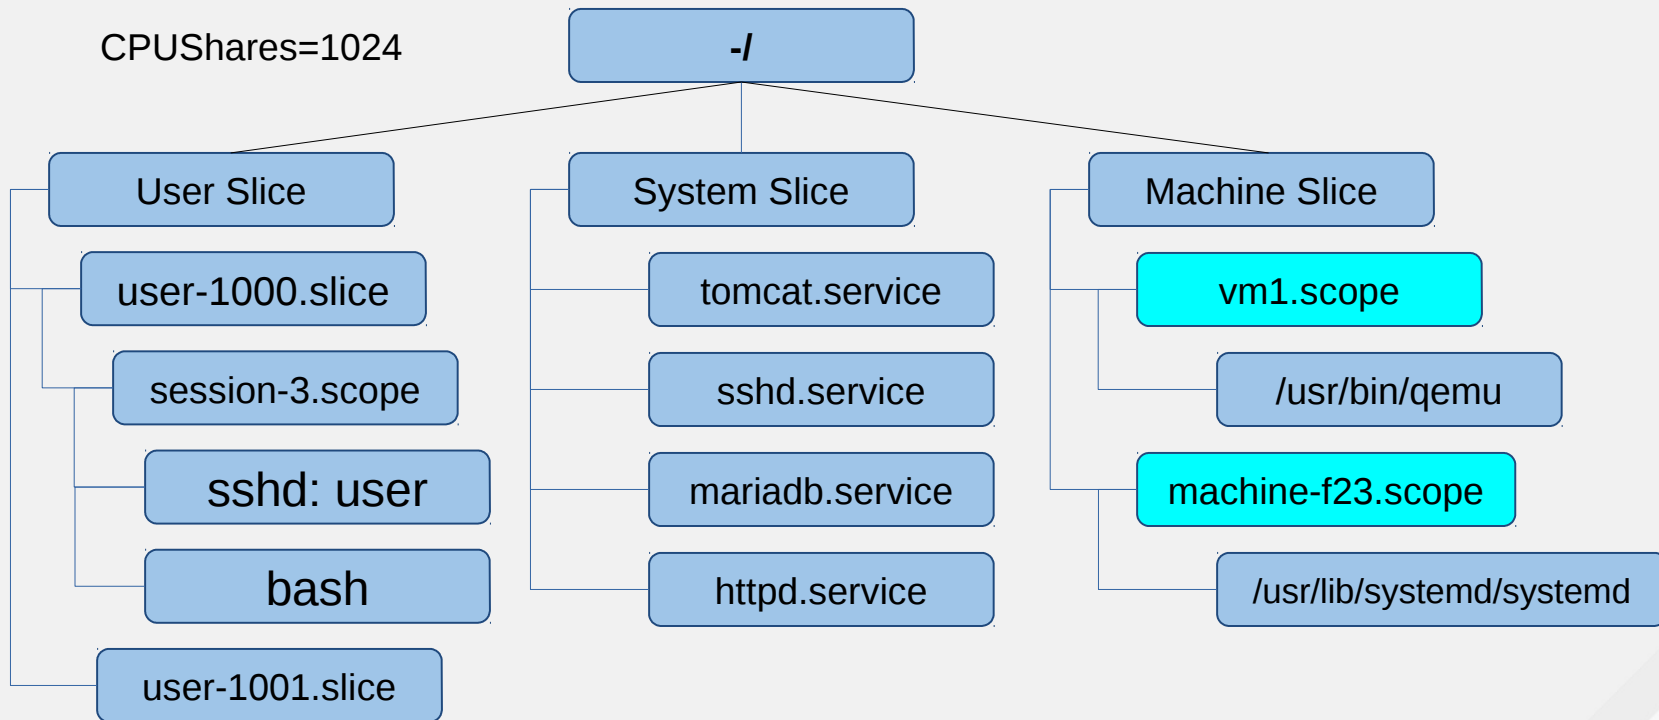 CPUShares=1024
-/
User Slice
user-1000.slice
session-3.scope
sshd: user
bash
user-1001.slice
System Slice
tomcat.service
sshd.service
mariadb.service
httpd.service
Machine Slice
vm1.scope
/usr/bin/qemu
machine-f23.scope
/usr/lib/systemd/systemd